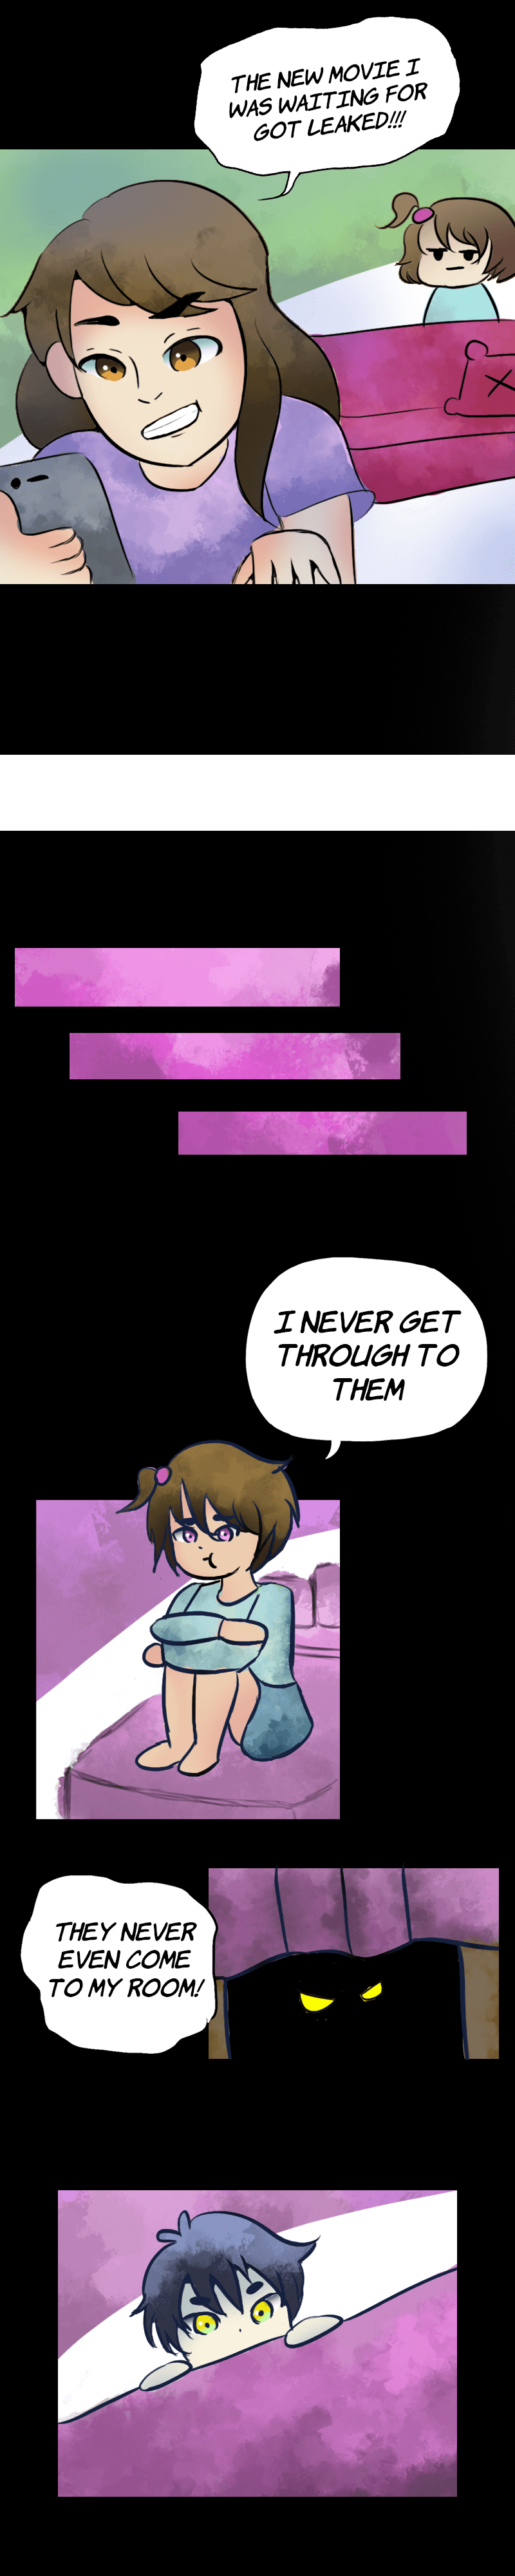 THE NEW MOVIE I
WAS WAITING FOR
GOT LEAKED!!!
I NEVER GET
THROUGH TO
THEM
THEY NEVER
EVEN COME
TO MY ROOM!